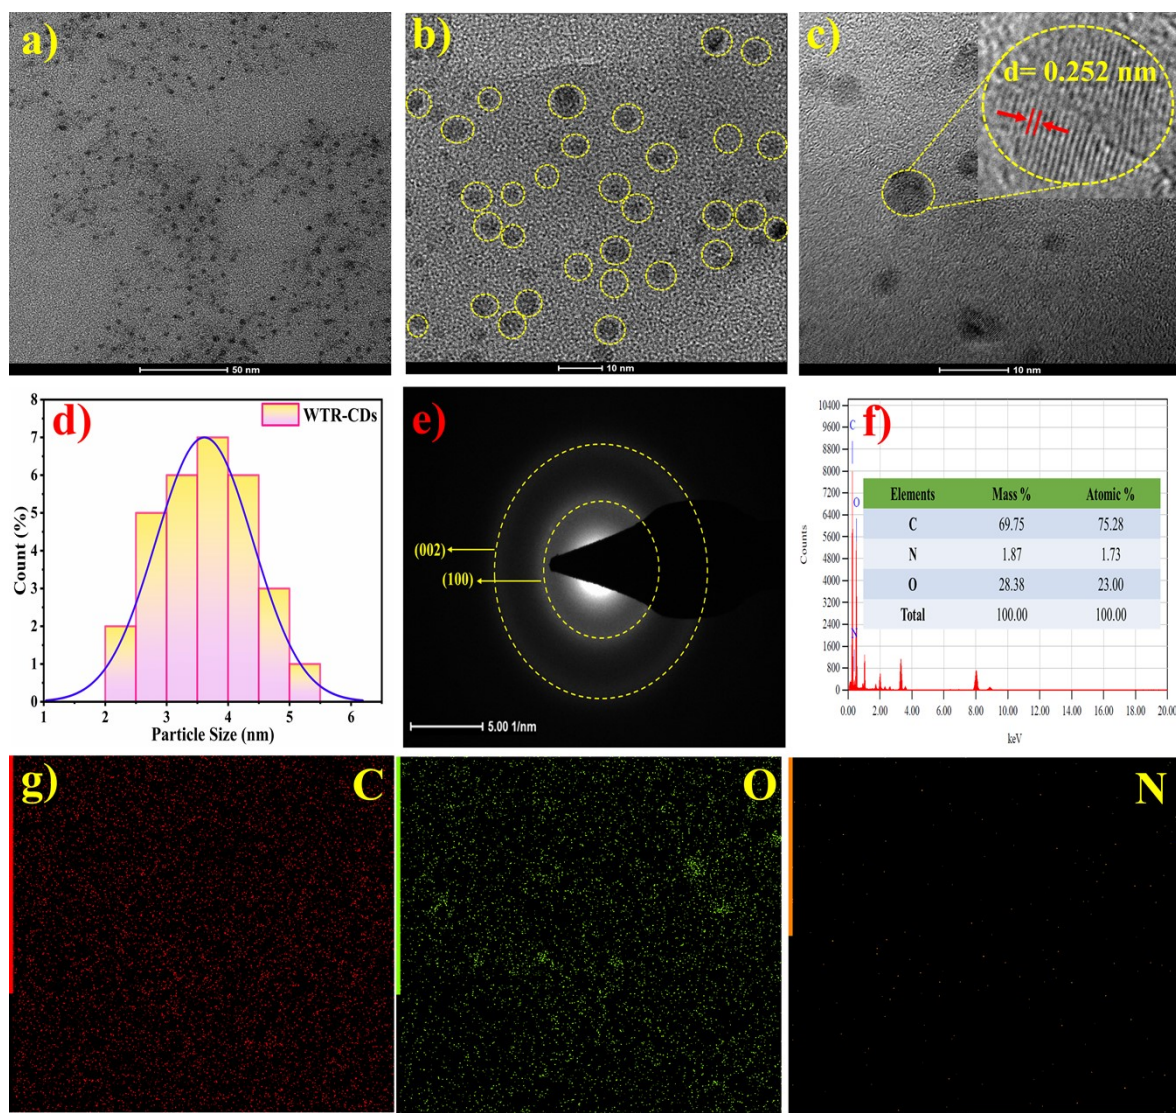 a)
50 nm
b)
10 nm
c)
d= 0.252 nm
10 nm
d)
WTR-CDs
Count (%)
7
6
5
4
3
2
1
0
1 2 3 4 5 6
Particle Size (nm)
e)
(002)
(100)
5.00 1/nm
f)
Counts
10400
9600
8800
8000
7200
6400
5600
4800
4000
3200
2400
1600
800
0
C
O
N
Elements Mass % Atomic %
C 69.75 75.28
N 1.87 1.73
O 28.38 23.00
Total 100.00 100.00
0.00 2.00 4.00 6.00 8.00 10.00 12.00 14.00 16.00 18.00 20.00
keV
g)
C
O
N